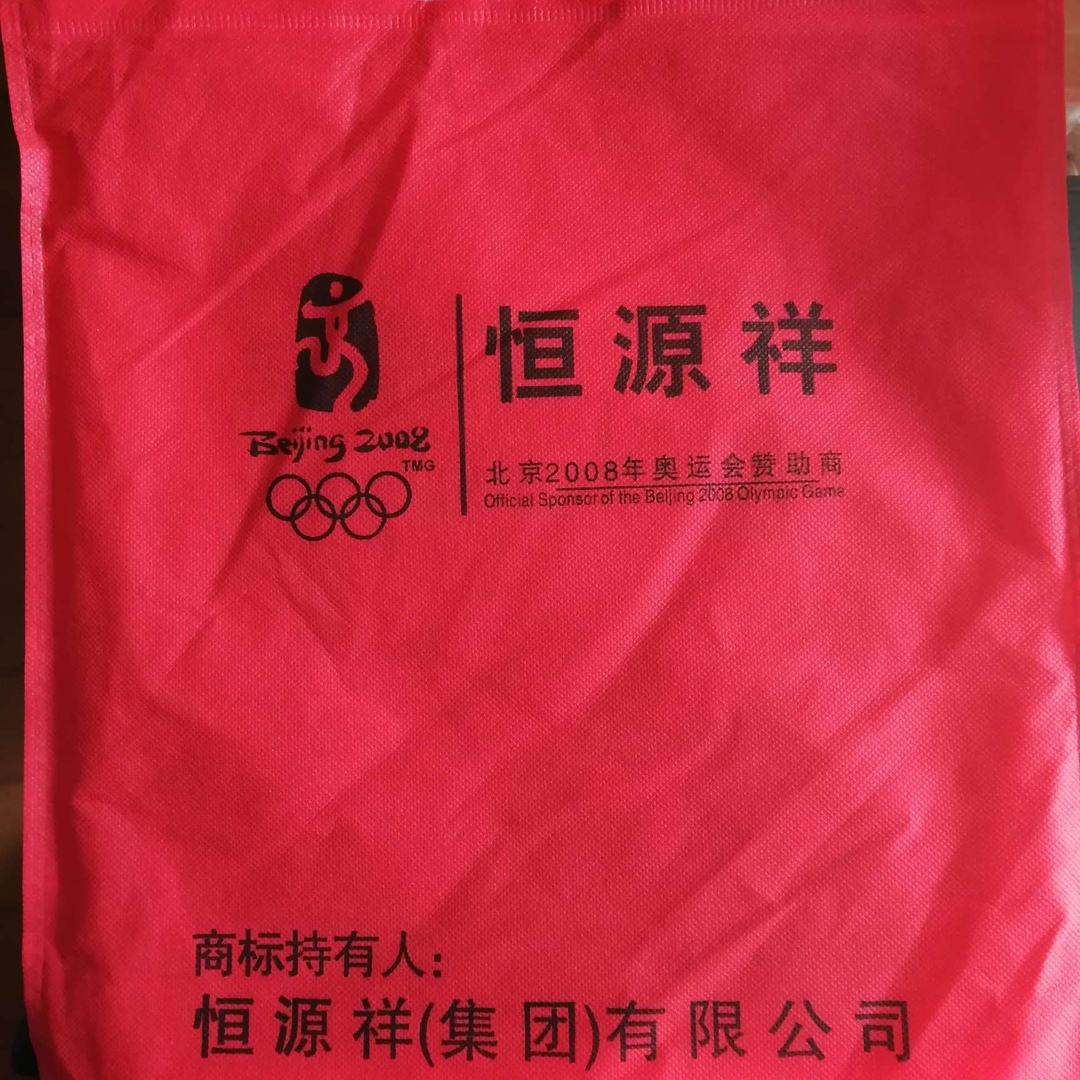 Beijing 2008
TMG
恒源祥
北京2008年奥运会赞助商
Official Sponsor of the Beijing 2008 Olympic Game
商标持有人:
恒源祥(集团)有限公司